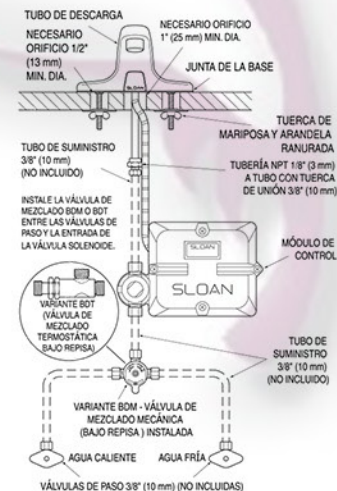 TUBO DE DESCARGA
NECESARIO
ORIFICIO 1/2"
(13 mm)
MIN. DIA.
NECESARIO ORIFICIO
1" (25 mm) MIN. DIA.
JUNTA DE LA BASE
SLOAN
TUERCA DE
MARIPOSA Y ARANDELA
RANURADA
TUBO DE SUMINISTRO
3/8" (10 mm)
(NO INCLUIDO)
TUBERÍA NPT 1/8" (3 mm)
A TUBO CON TUERCA
DE UNIÓN 3/8" (10 mm)
INSTALE LA VÁLVULA DE
MEZCLADO BDM O BDT
ENTRE LAS VÁLVULAS DE
PASO Y LA ENTRADA DE
LA VÁLVULA SOLENOIDE.
MÓDULO DE
CONTROL
SLOAN
SLOAN
VARIANTE BDT
(VÁLVULA DE
MEZCLADO
TERMOSTÁTICA
BAJO REPISA)
TUBO DE
SUMINISTRO
3/8" (10 mm)
(NO INCLUIDO)
VARIANTE BDM - VÁLVULA DE
MEZCLADO MECÁNICA
(BAJO REPISA) INSTALADA
AGUA CALIENTE
AGUA FRÍA
VÁLVULAS DE PASO 3/8" (10 mm) (NO INCLUIDAS)